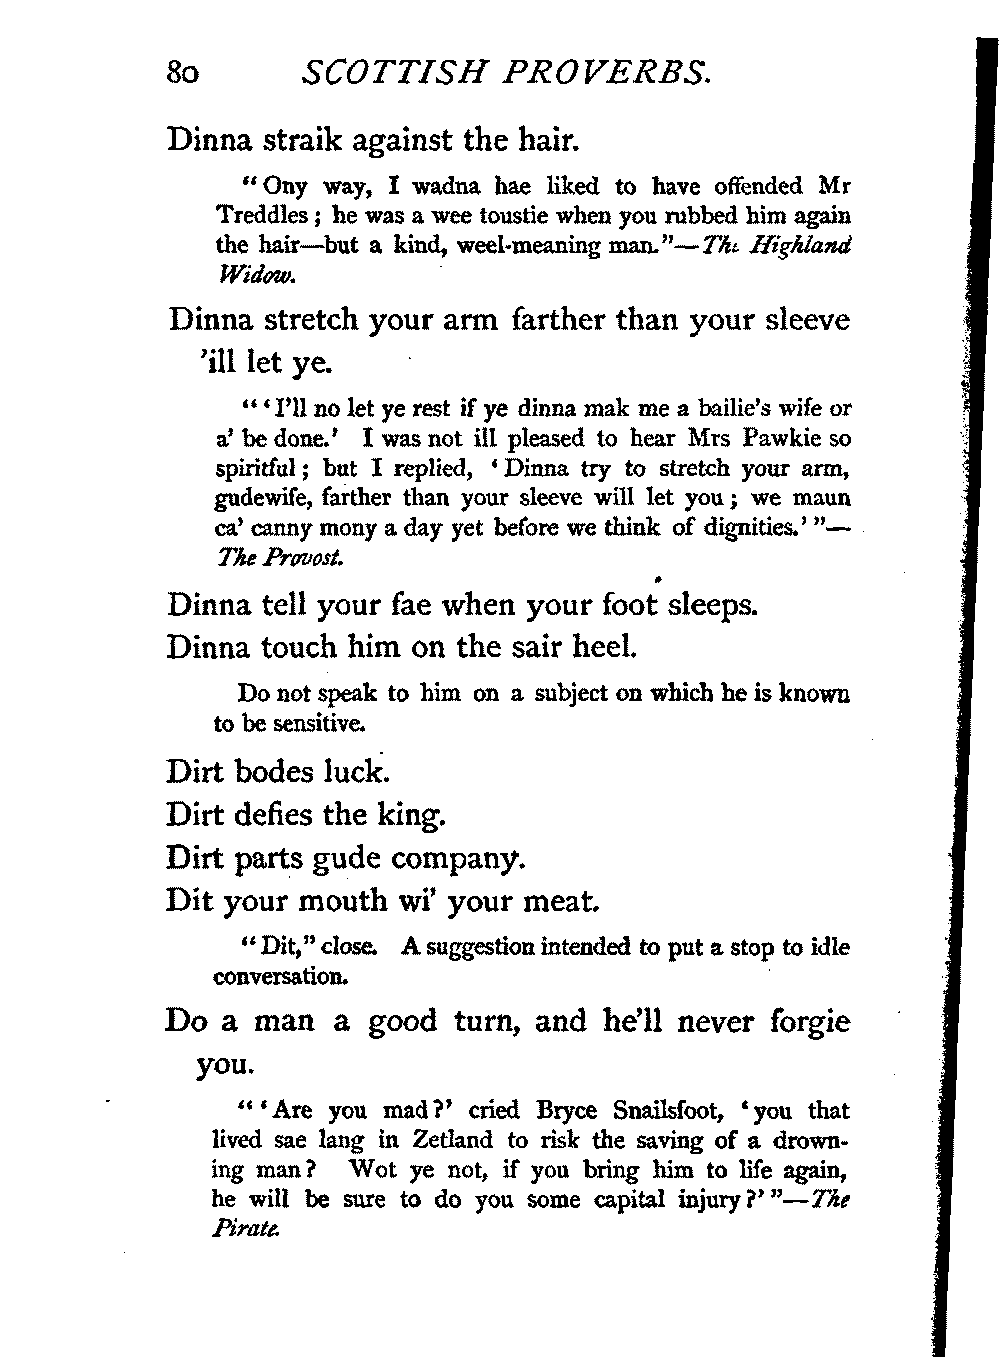 80 SCOTTISH PROVERBS.
Dinna straik against the hair.
"Ony way, I wadna hae liked to have offended Mr
Treddles; he was a wee toustie when you rubbed him again
the hair—but a kind, weel-meaning man."—The Highland
Widow.
Dinna stretch your arm farther than your sleeve
'ill let ye.
"'I'll no let ye rest if ye dinna mak me a bailie's wife or
a' be done.' I was not ill pleased to hear Mrs Pawkie so
spiritful; but I replied, 'Dinna try to stretch your arm,
gudewife, farther than your sleeve will let you; we maun
ca' canny mony a day yet before we think of dignities.'"—
The Provost.
Dinna tell your fae when your foot sleeps.
Dinna touch him on the sair heel.
Do not speak to him on a subject on which he is known
to be sensitive.
Dirt bodes luck.
Dirt defies the king.
Dirt parts gude company.
Dit your mouth wi' your meat.
"Dit," close. A suggestion intended to put a stop to idle
conversation.
Do a man a good turn, and he'll never forgie
you.
"'Are you mad?' cried Bryce Snailsfoot, 'you that
lived sae lang in Zetland to risk the saving of a drown-
ing man? Wot ye not, if you bring him to life again,
he will be sure to do you some capital injury?'"—The
Pirate.